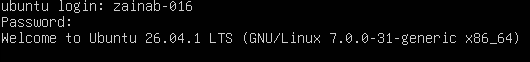 ubuntu login: zainab-016
Password:
Welcome to Ubuntu 26.04.1 LTS (GNU/Linux 7.0.0-31-generic x86_64)